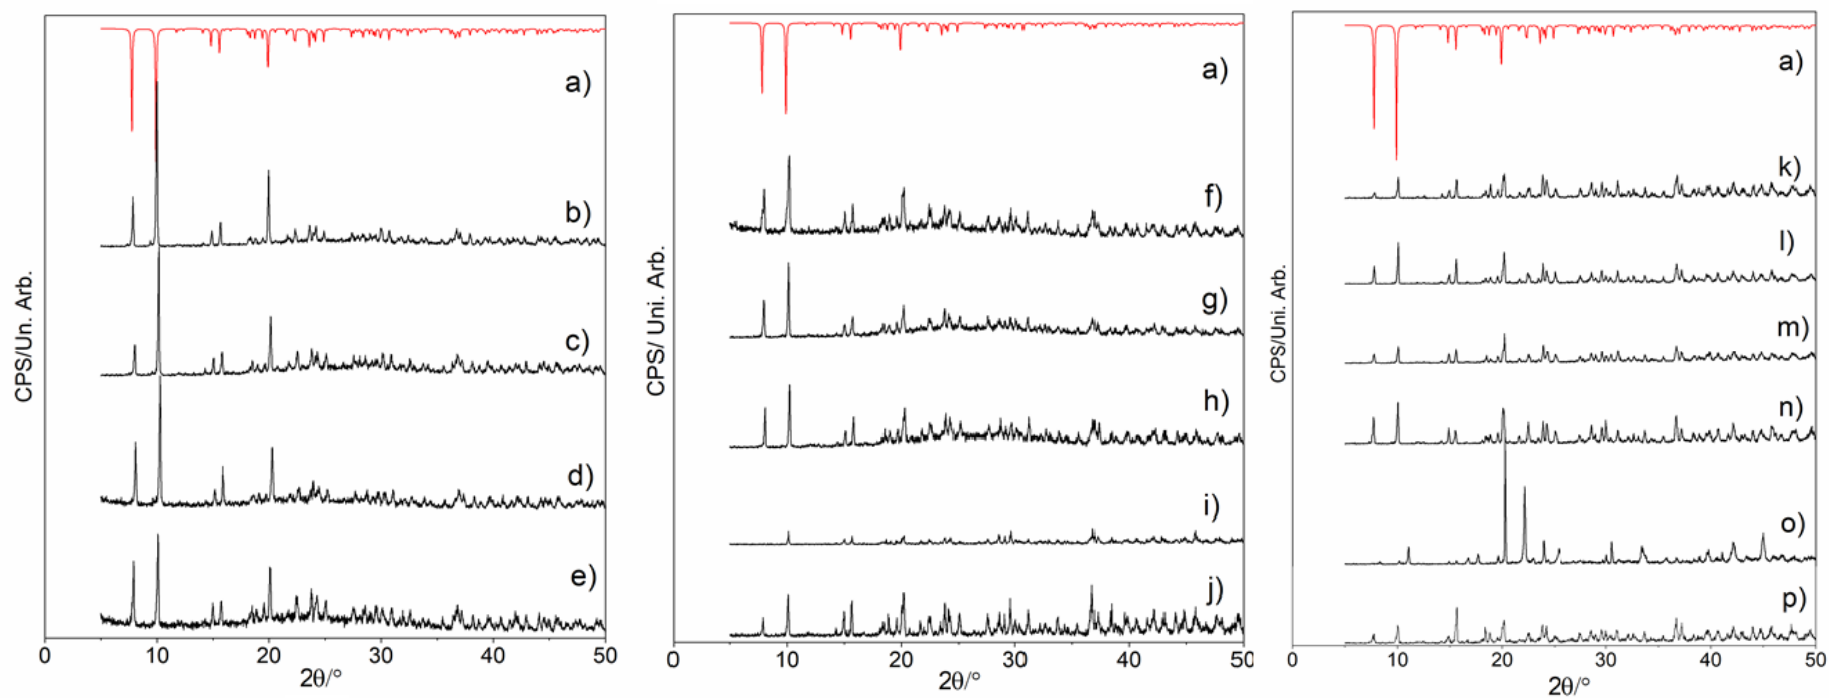 a)
b)
c)
d)
e)
CPS/Un. Arb.
0 10 20 30 40 50
2θ/°
a)
f)
g)
h)
i)
j)
CPS/ Uni. Arb.
0 10 20 30 40 50
2θ/°
a)
k)
l)
m)
n)
o)
p)
CPS/Uni. Arb.
0 10 20 30 40 50
2θ/°